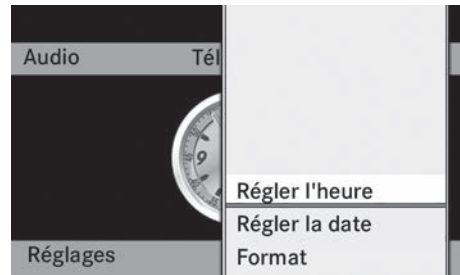 Audio
Tél
9
Régler l'heure
Régler la date
Réglages
Format